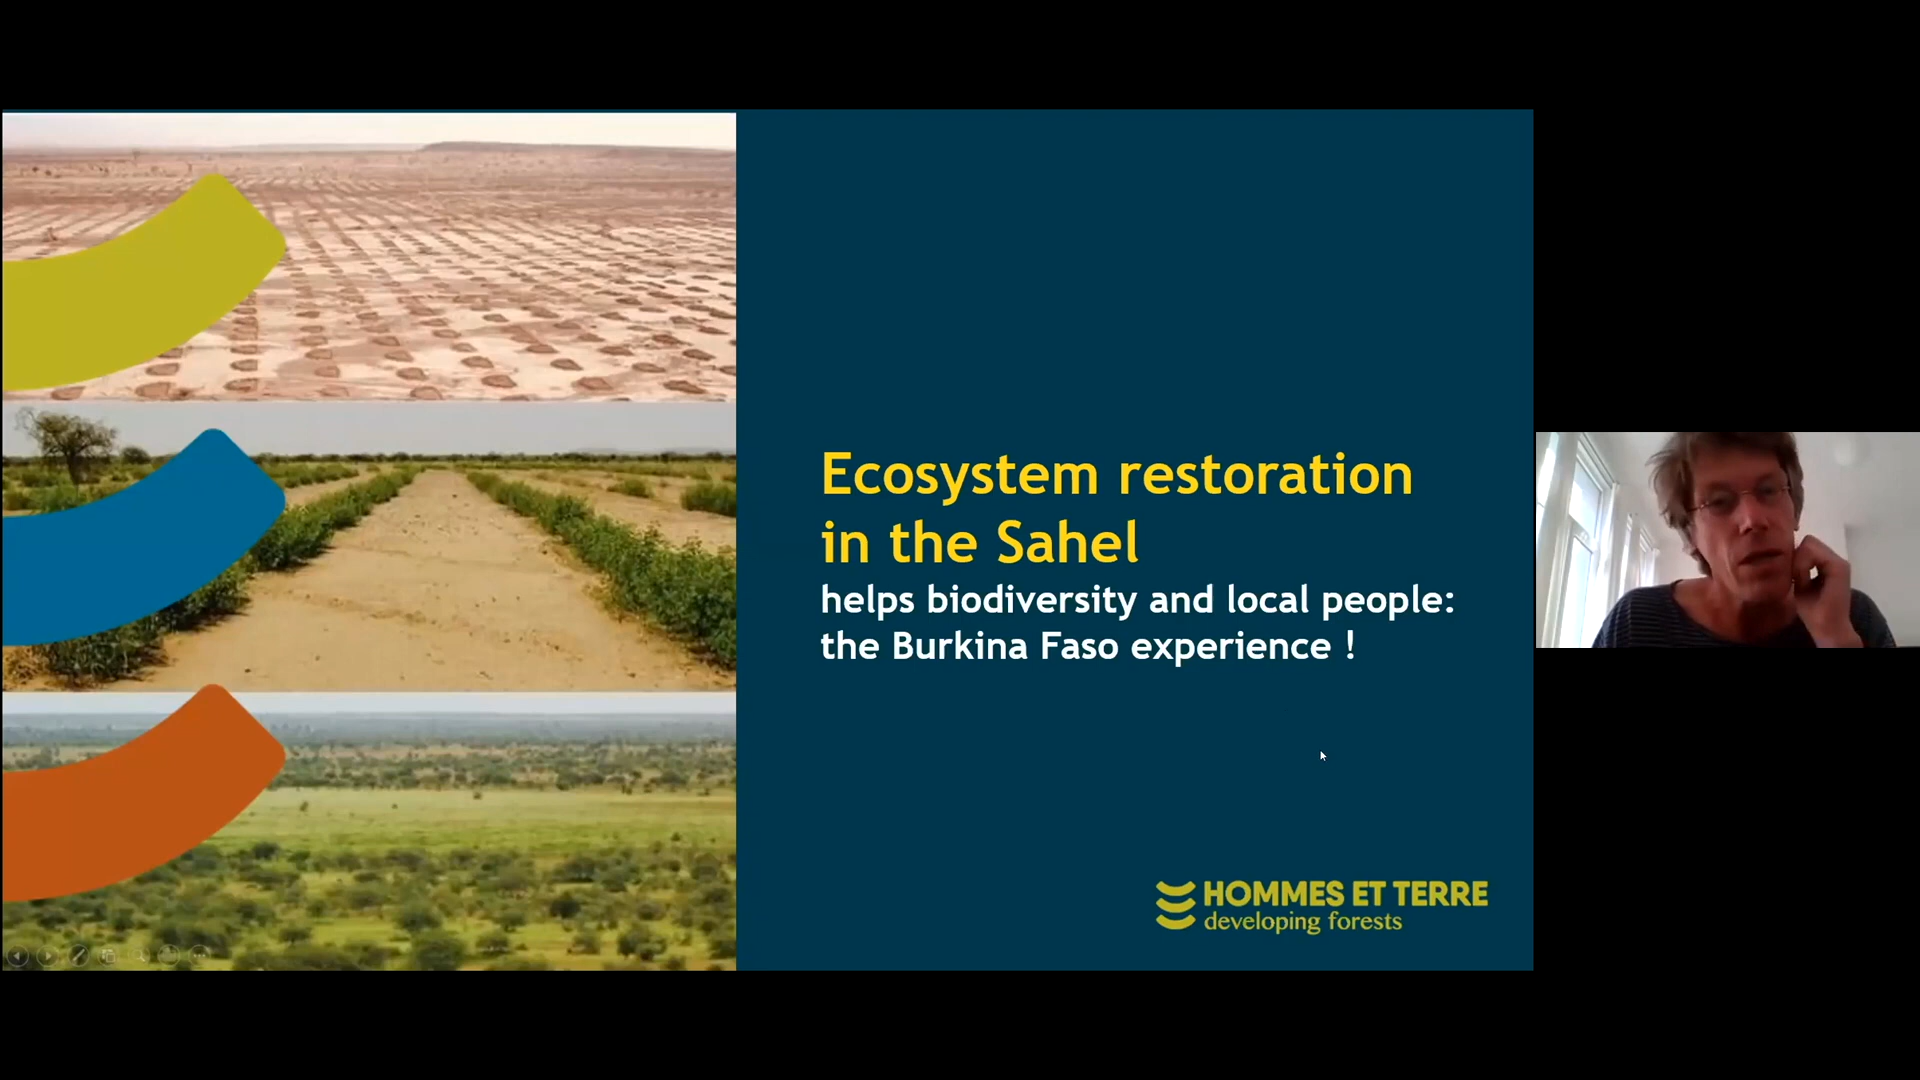 Ecosystem restoration
in the Sahel
helps biodiversity and local people:
the Burkina Faso experience !
HOMMES ET TERRE
developing forests